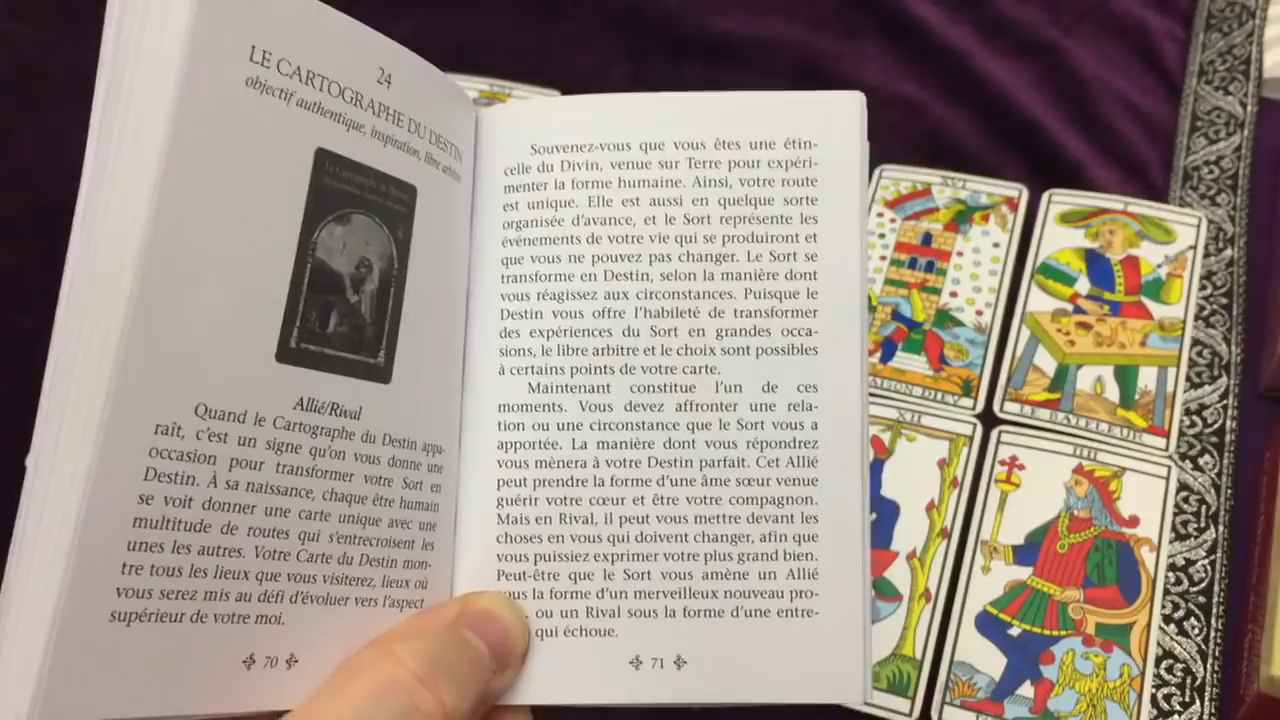 24
LE CARTOGRAPHE DU DESTIN
objectif authentique, inspiration, libre arbitre
Le Cartographe du Destin
Allié/Rival
Quand le Cartographe du Destin appa-
raît, c'est un signe qu'on vous donne une
occasion pour transformer votre Sort en
Destin. À sa naissance, chaque être humain
se voit donner une carte unique avec une
multitude de routes qui s'entrecroisent les
unes les autres. Votre Carte du Destin mon-
tre tous les lieux que vous visiterez, lieux où
vous serez mis au défi d'évoluer vers l'aspect
supérieur de votre moi.
70
Souvenez-vous que vous êtes une étin-
celle du Divin, venue sur Terre pour expéri-
menter la forme humaine. Ainsi, votre route
est unique. Elle est aussi en quelque sorte
organisée d'avance, et le Sort représente les
événements de votre vie qui se produiront et
que vous ne pouvez pas changer. Le Sort se
transforme en Destin, selon la manière dont
vous réagissez aux circonstances. Puisque le
Destin vous offre l'habileté de transformer
des expériences du Sort en grandes occa-
sions, le libre arbitre et le choix sont possibles
à certains points de votre carte.
Maintenant constitue l'un de ces
moments. Vous devez affronter une rela-
tion ou une circonstance que le Sort vous a
apportée. La manière dont vous répondrez
vous mènera à votre Destin parfait. Cet Allié
peut prendre la forme d'une âme sœur venue
guérir votre cœur et être votre compagnon.
Mais en Rival, il peut vous mettre devant les
choses en vous qui doivent changer, afin que
vous puissiez exprimer votre plus grand bien.
Peut-être que le Sort vous amène un Allié
ous la forme d'un merveilleux nouveau pro-
ou un Rival sous la forme d'une entre-
qui échoue.
71
XVI
AISON-DIEV
LE BATELEUR
XII
IIII